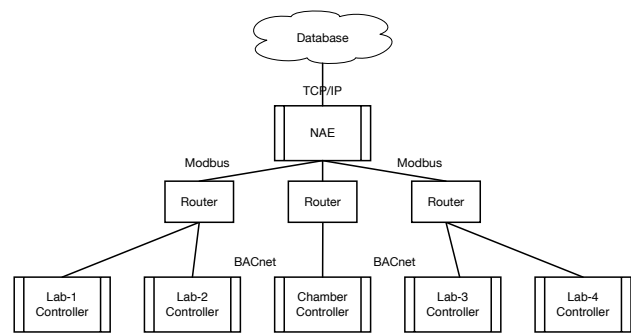 Database
TCP/IP
NAE
Modbus
Modbus
Router
Router
Router
BACnet
BACnet
Lab-1
Controller
Lab-2
Controller
Chamber
Controller
Lab-3
Controller
Lab-4
Controller